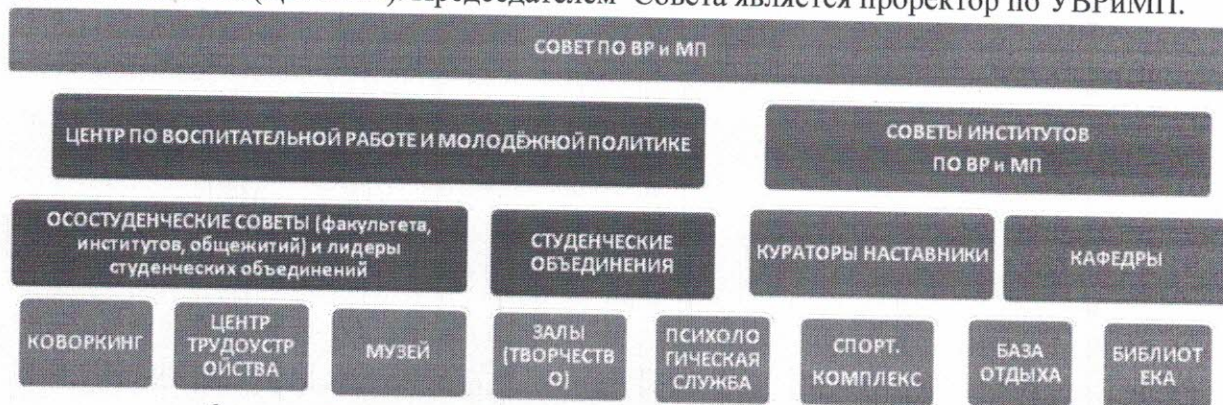 Председателем Совета является проректор по УВРиМП.
СОВЕТ ПО ВР и МП
ЦЕНТР ПО ВОСПИТАТЕЛЬНОЙ РАБОТЕ И МОЛОДЁЖНОЙ ПОЛИТИКЕ
СОВЕТЫ ИНСТИТУТОВ
ПО ВР и МП
ОСОСТУДЕНЧЕСКИЕ СОВЕТЫ (факультета,
институтов, общежитий) и лидеры
студенческих объединений
СТУДЕНЧЕСКИЕ
ОБЪЕДИНЕНИЯ
КУРАТОРЫ НАСТАВНИКИ
КАФЕДРЫ
КОВОРКИНГ
ЦЕНТР
ТРУДОУСТР
ОЙСТВА
МУЗЕЙ
ЗАЛЫ
(ТВОРЧЕСТВ
О)
ПСИХОЛО
ГИЧЕСКАЯ
СЛУЖБА
СПОРТ.
КОМПЛЕКС
БАЗА
ОТДЫХА
БИБЛИОТ
ЕКА